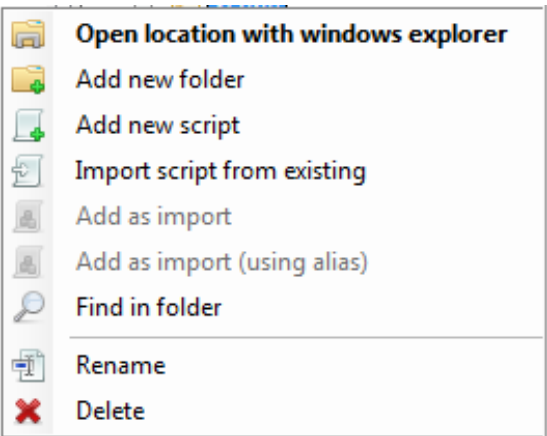 Open location with windows explorer
Add new folder
Add new script
Import script from existing
Add as import
Add as import (using alias)
Find in folder
Rename
Delete